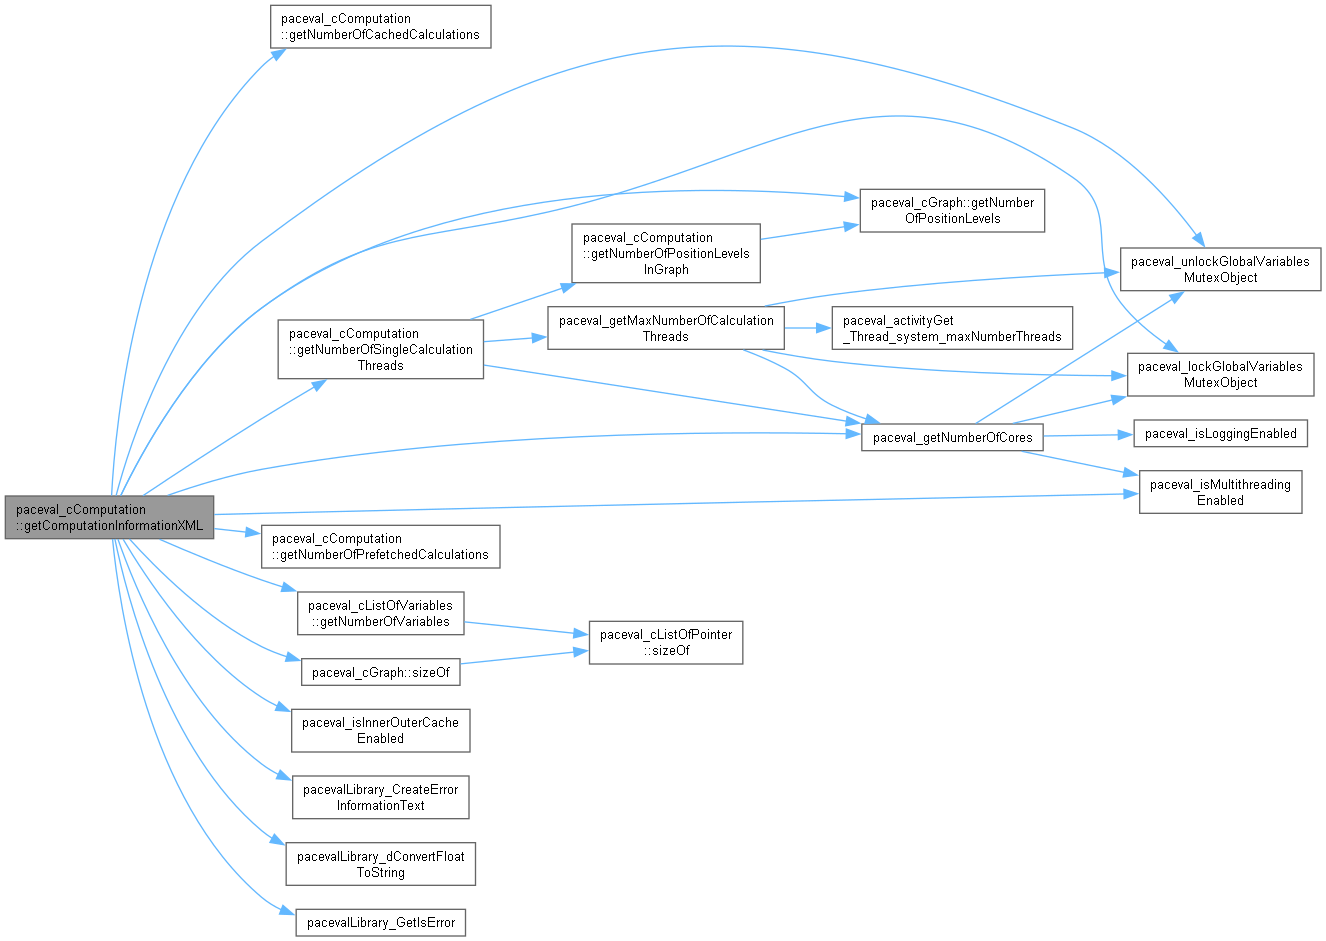 paceval_cComputation
::getNumberOfCachedCalculations
paceval_cGraph::getNumber
OfPositionLevels
paceval_cComputation
::getNumberOfPositionLevels
InGraph
paceval_unlockGlobalVariables
MutexObject
paceval_getMaxNumberOfCalculation
Threads
paceval_activityGet
_Thread_system_maxNumberThreads
paceval_cComputation
::getNumberOfSingleCalculation
Threads
paceval_lockGlobalVariables
MutexObject
paceval_getNumberOfCores
paceval_isLoggingEnabled
paceval_isMultithreading
Enabled
paceval_cComputation
::getComputationInformationXML
paceval_cComputation
::getNumberOfPrefetchedCalculations
paceval_cListOfVariables
::getNumberOfVariables
paceval_cListOfPointer
::sizeOf
paceval_cGraph::sizeOf
paceval_isInnerOuterCache
Enabled
pacevalLibrary_CreateError
InformationText
pacevalLibrary_dConvertFloat
ToString
pacevalLibrary_GetIsError